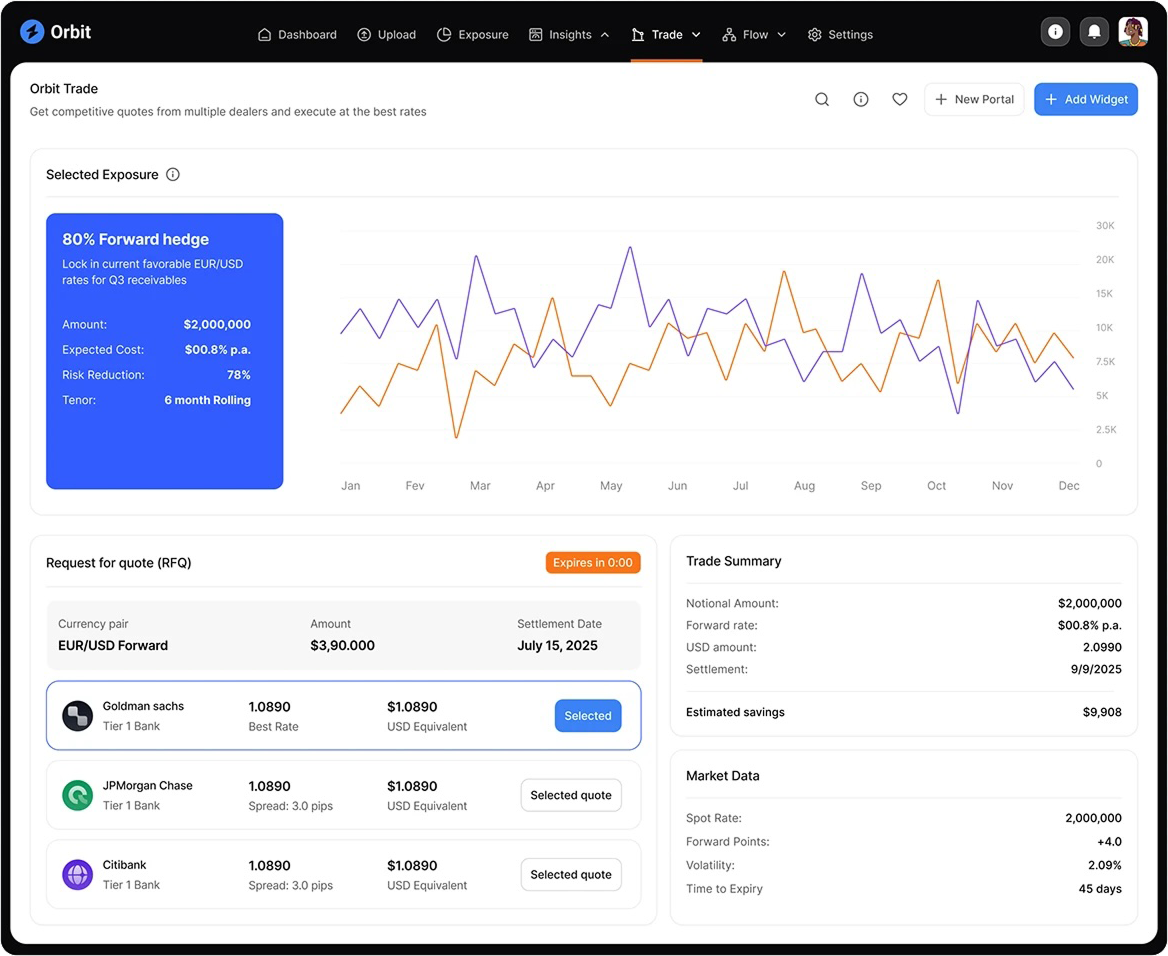 Orbit
Dashboard Upload Exposure Insights Trade Flow Settings
Orbit Trade
Get competitive quotes from multiple dealers and execute at the best rates
New Portal
Add Widget
Selected Exposure
80% Forward hedge
Lock in current favorable EUR/USD
rates for Q3 receivables
Amount: $2,000,000
Expected Cost: $00.8% p.a.
Risk Reduction: 78%
Tenor: 6 month Rolling
30K
20K
15K
10K
7.5K
5K
2.5K
0
Jan Fev Mar Apr May Jun Jul Aug Sep Oct Nov Dec
Request for quote (RFQ)
Expires in 0:00
Currency pair Amount Settlement Date
EUR/USD Forward $3,90.000 July 15, 2025
Goldman sachs 1.0890 $1.0890
Tier 1 Bank Best Rate USD Equivalent
Selected
JPMorgan Chase 1.0890 $1.0890
Tier 1 Bank Spread: 3.0 pips USD Equivalent
Selected quote
Citibank 1.0890 $1.0890
Tier 1 Bank Spread: 3.0 pips USD Equivalent
Selected quote
Trade Summary
Notional Amount: $2,000,000
Forward rate: $00.8% p.a.
USD amount: 2.0990
Settlement: 9/9/2025
Estimated savings $9,908
Market Data
Spot Rate: 2,000,000
Forward Points: +4.0
Volatility: 2.09%
Time to Expiry 45 days